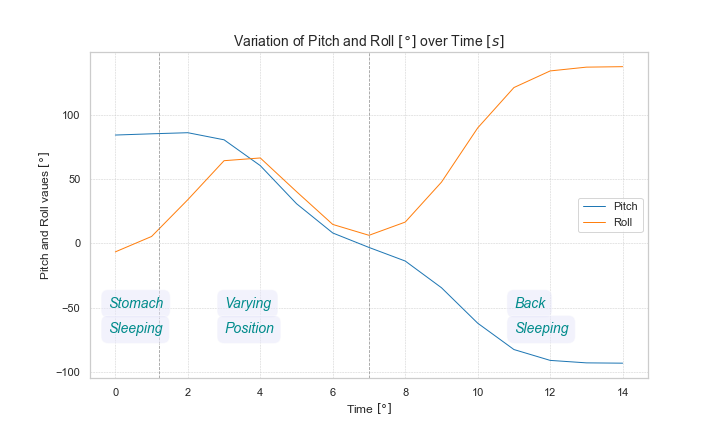 Variation of Pitch and Roll [°] over Time [s]
Pitch and Roll vaues [°]
100
50
0
−50
−100
Pitch
Roll
Stomach
Sleeping
Varying
Position
Back
Sleeping
0 2 4 6 8 10 12 14
Time [°]